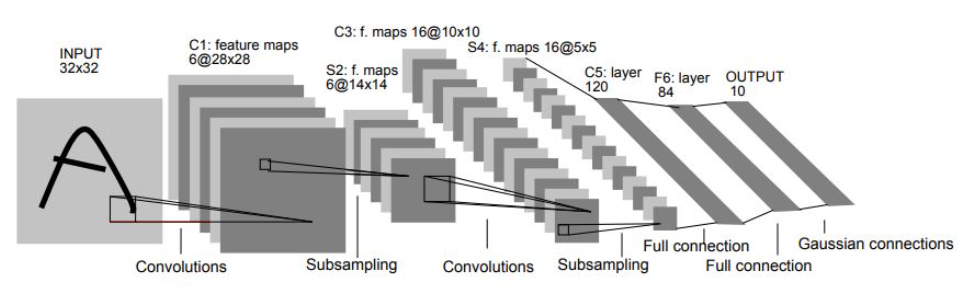 INPUT
32x32
C1: feature maps
6@28x28
S2: f. maps
6@14x14
C3: f. maps 16@10x10
S4: f. maps 16@5x5
C5: layer
120
F6: layer
84
OUTPUT
10
Convolutions
Subsampling
Convolutions
Subsampling
Full connection
Full connection
Gaussian connections